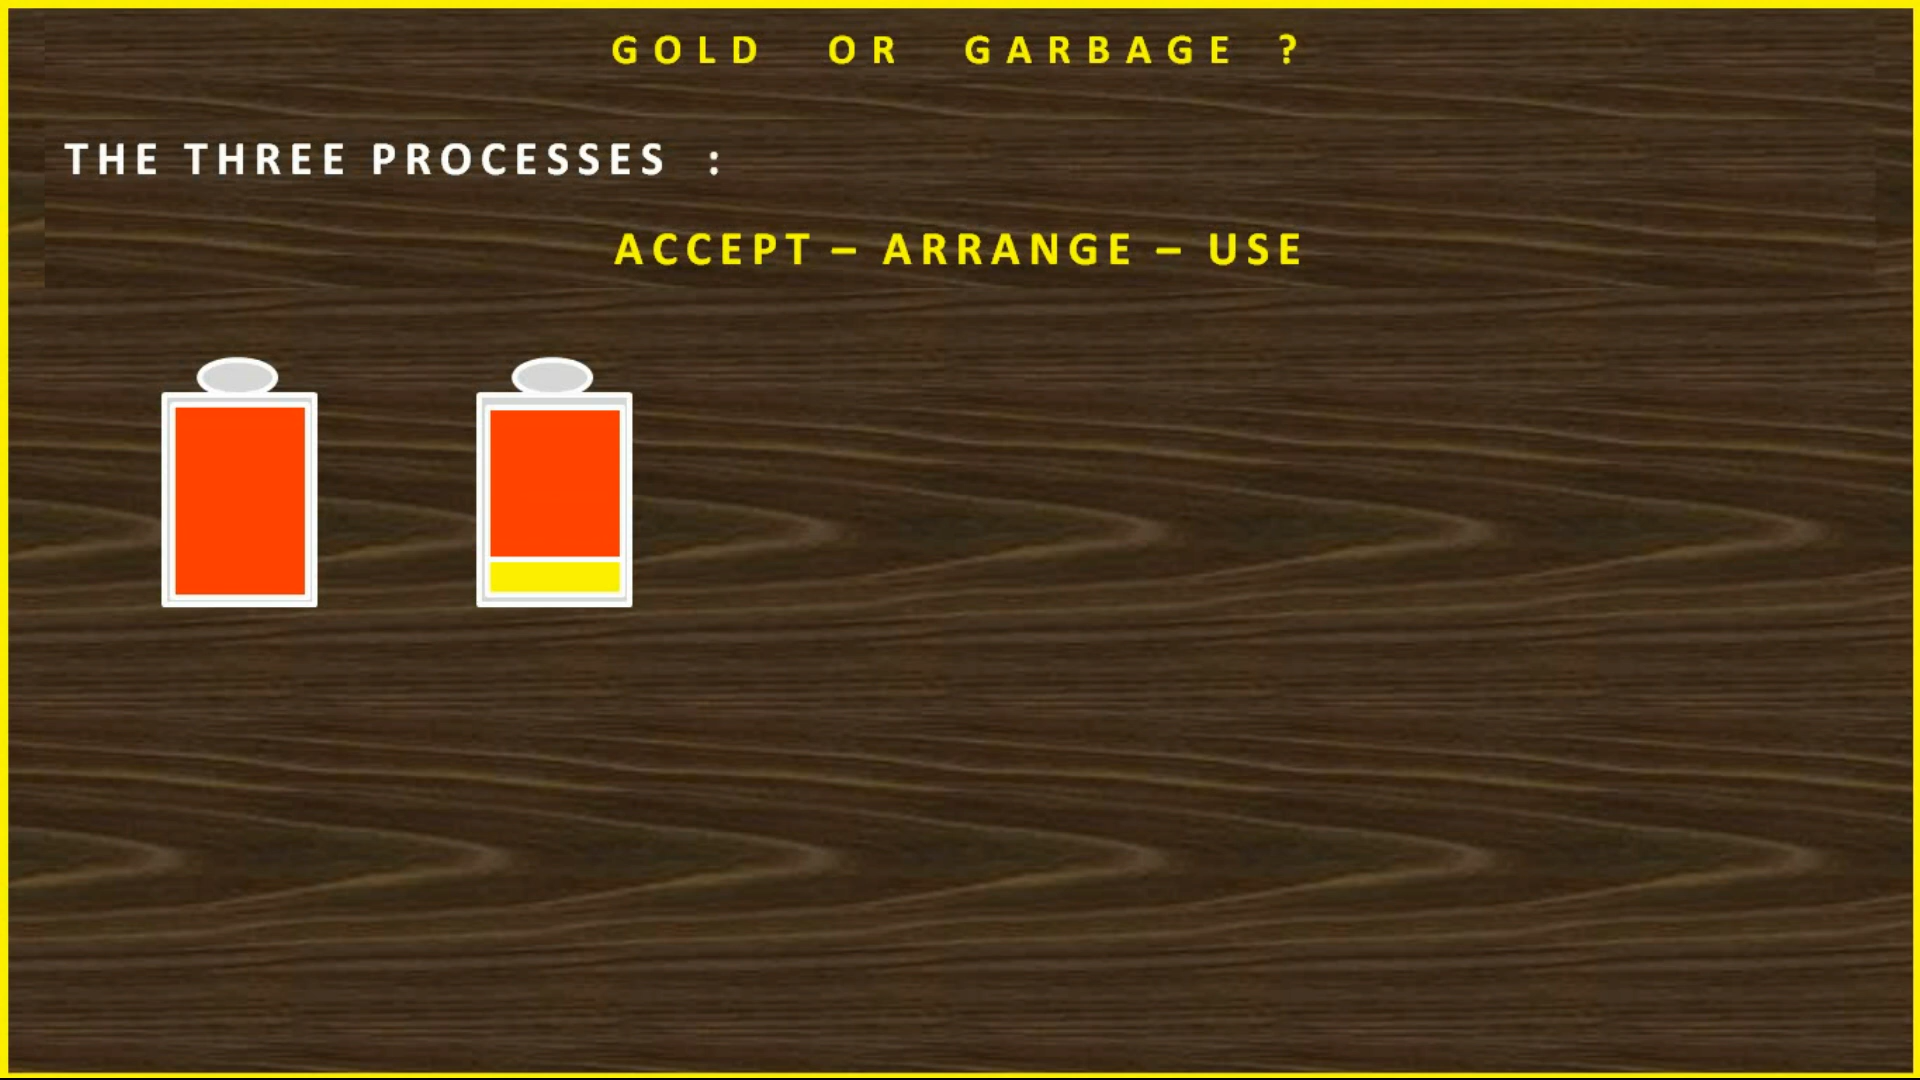 GOLD OR GARBAGE ?
THE THREE PROCESSES :
ACCEPT – ARRANGE – USE